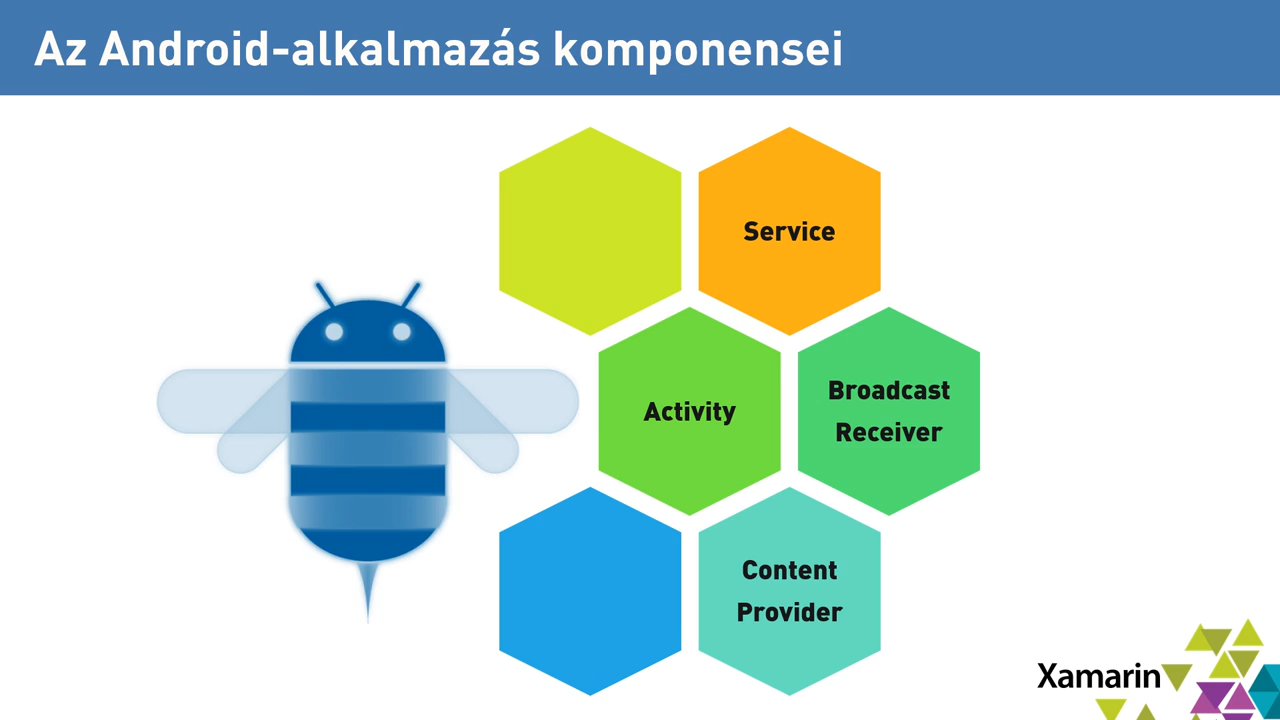 Az Android-alkalmazás komponensei
Service
Activity
Broadcast
Receiver
Content
Provider
Xamarin